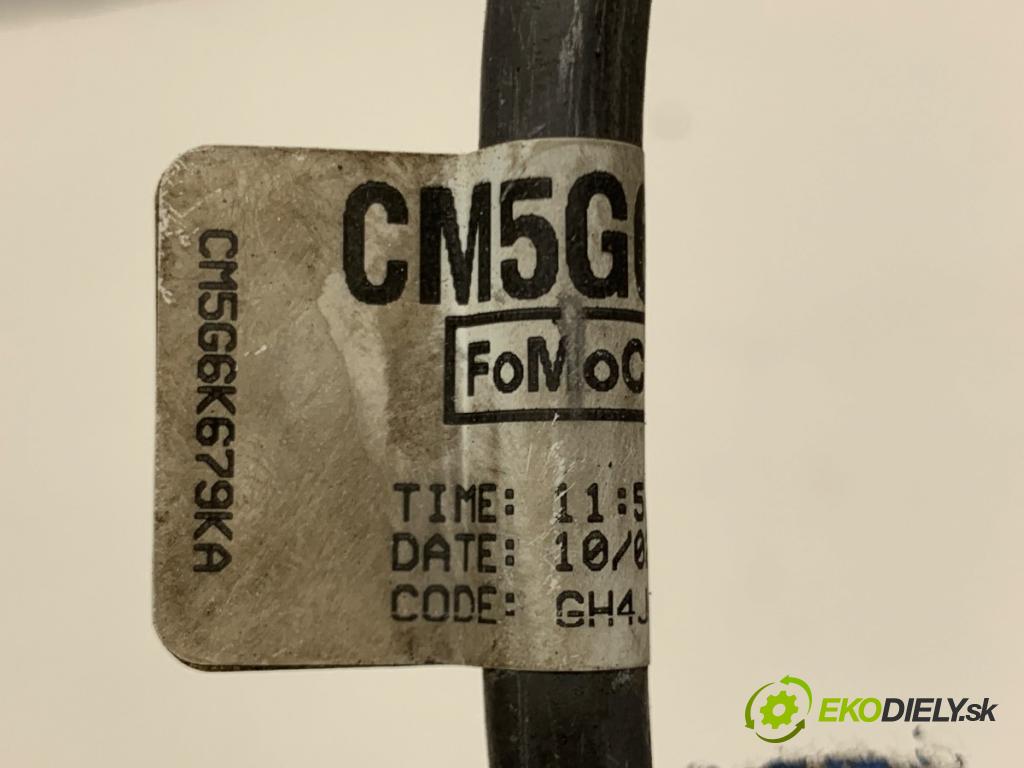 CM5G6K679KA
CM5G
FoMoC
TIME: 11:5
DATE: 10/0
CODE: GH4J
EKODIELY.sk